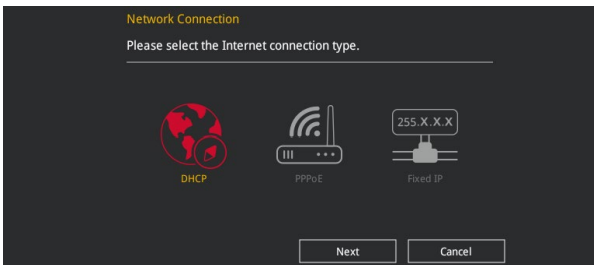 Network Connection
Please select the Internet connection type.
255.X.X.X
DHCP
PPPoE
Fixed IP
Next
Cancel